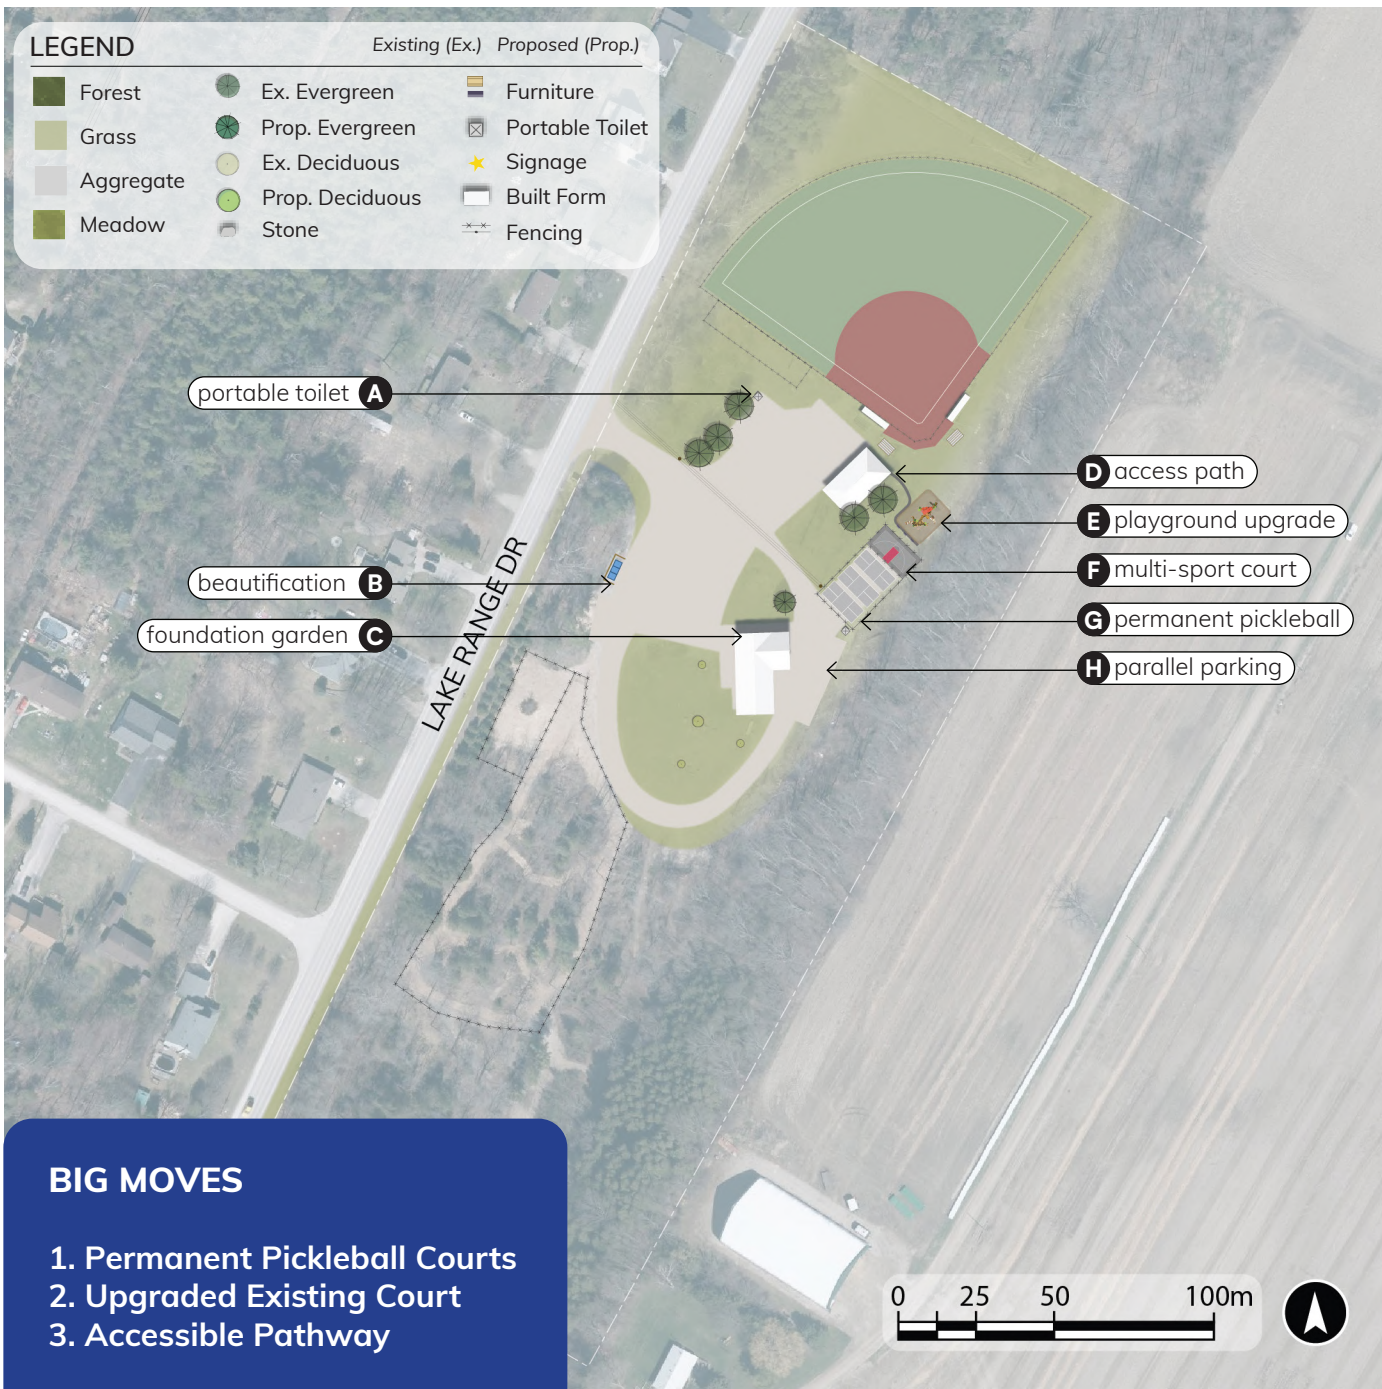 LEGEND
Existing (Ex.) Proposed (Prop.)
Forest
Grass
Aggregate
Meadow
Ex. Evergreen
Prop. Evergreen
Ex. Deciduous
Prop. Deciduous
Stone
Furniture
Portable Toilet
Signage
Built Form
Fencing
portable toilet A
beautification B
foundation garden C
D access path
E playground upgrade
F multi-sport court
G permanent pickleball
H parallel parking
LAKE RANGE DR
BIG MOVES
1. Permanent Pickleball Courts
2. Upgraded Existing Court
3. Accessible Pathway
0 25 50 100m